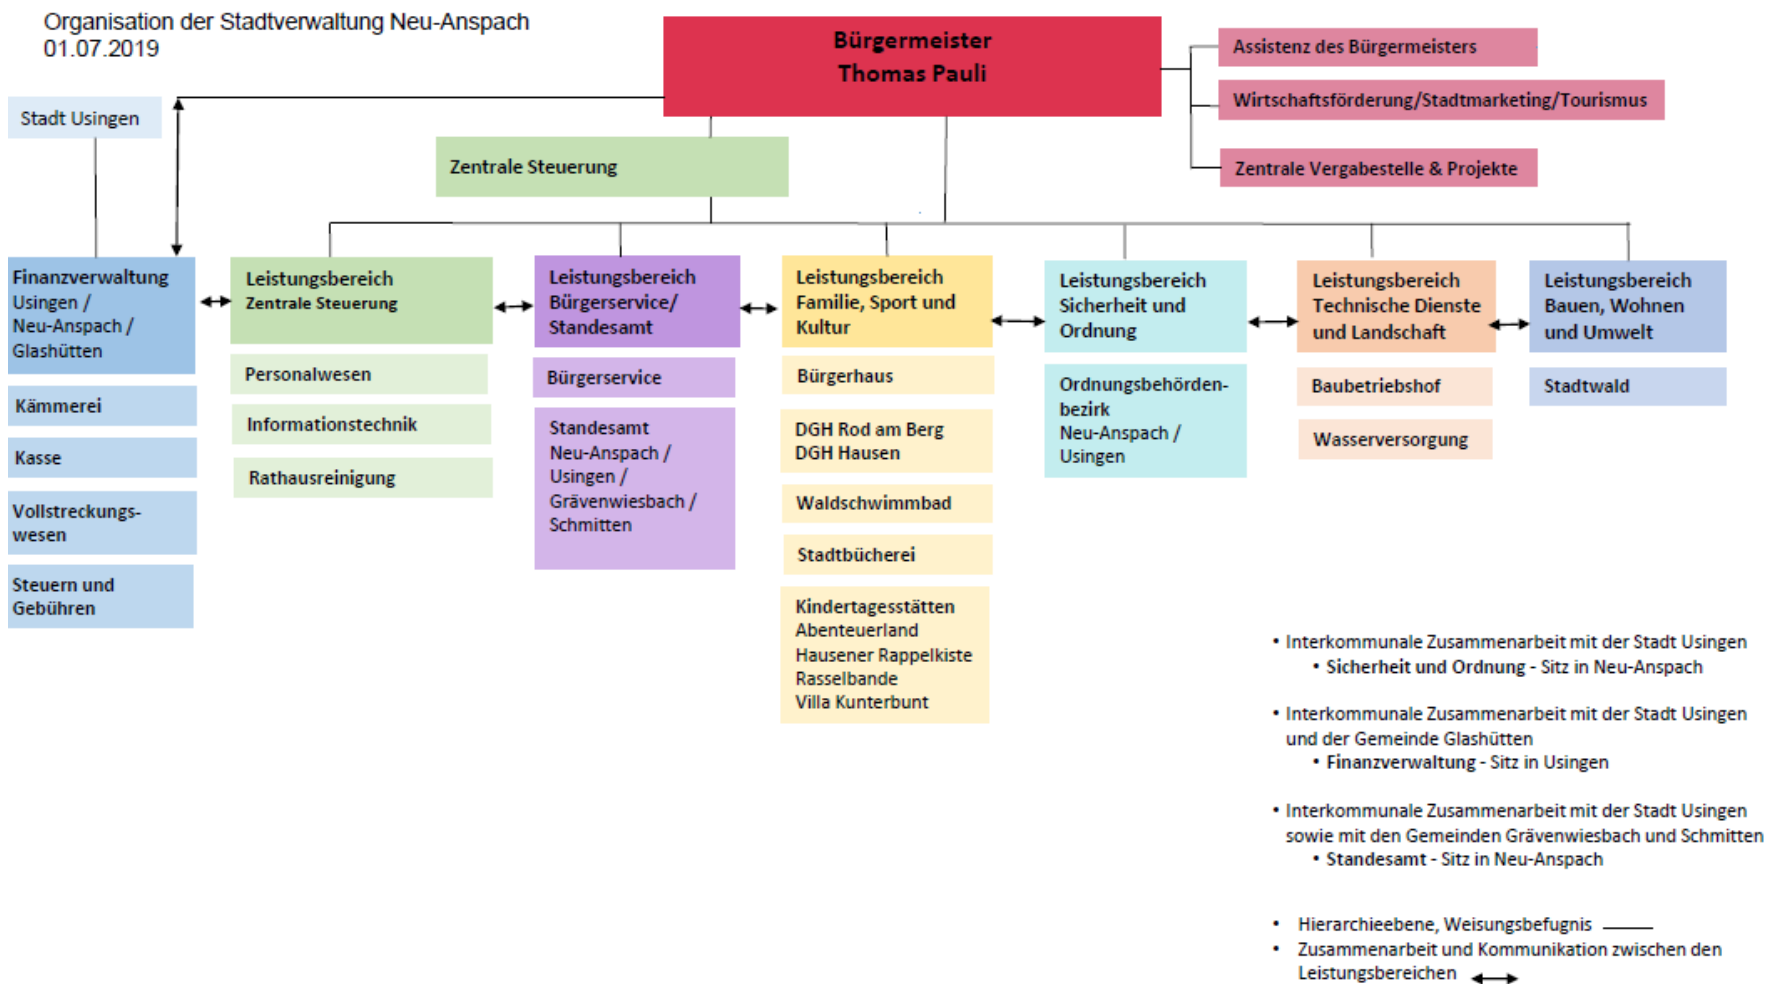 Organisation der Stadtverwaltung Neu-Anspach
01.07.2019
Bürgermeister
Thomas Pauli
Assistenz des Bürgermeisters
Wirtschaftsförderung/Stadtmarketing/Tourismus
Zentrale Vergabestelle & Projekte
Stadt Usingen
Zentrale Steuerung
Finanzverwaltung
Usingen /
Neu-Anspach /
Glashütten
Kämmerei
Kasse
Vollstreckungs-
wesen
Steuern und
Gebühren
Leistungsbereich
Zentrale Steuerung
Personalwesen
Informationstechnik
Rathausreinigung
Leistungsbereich
Bürgerservice/
Standesamt
Bürgerservice
Standesamt
Neu-Anspach /
Usingen /
Grävenwiesbach /
Schmitten
Leistungsbereich
Familie, Sport und
Kultur
Bürgerhaus
DGH Rod am Berg
DGH Hausen
Waldschwimmbad
Stadtbücherei
Kindertagesstätten
Abenteuerland
Hausener Rappelkiste
Rasselbande
Villa Kunterbunt
Leistungsbereich
Sicherheit und
Ordnung
Ordnungsbehörden-
bezirk
Neu-Anspach /
Usingen
Leistungsbereich
Technische Dienste
und Landschaft
Baubetriebshof
Wasserversorgung
Leistungsbereich
Bauen, Wohnen
und Umwelt
Stadtwald
• Interkommunale Zusammenarbeit mit der Stadt Usingen
• Sicherheit und Ordnung - Sitz in Neu-Anspach
• Interkommunale Zusammenarbeit mit der Stadt Usingen
und der Gemeinde Glashütten
• Finanzverwaltung - Sitz in Usingen
• Interkommunale Zusammenarbeit mit der Stadt Usingen
sowie mit den Gemeinden Grävenwiesbach und Schmitten
• Standesamt - Sitz in Neu-Anspach
• Hierarchieebene, Weisungsbefugnis
• Zusammenarbeit und Kommunikation zwischen den
Leistungsbereichen